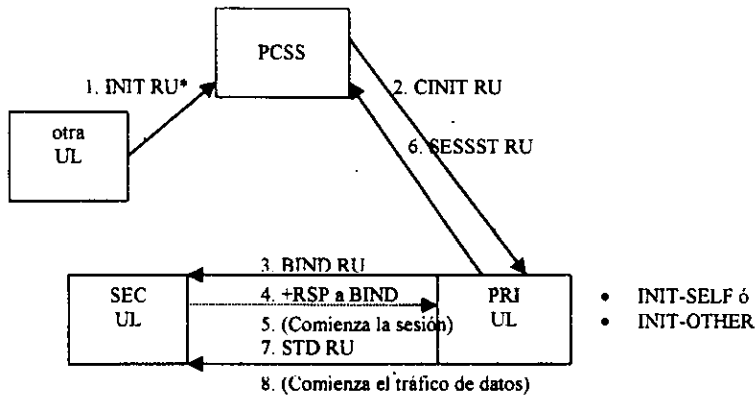 PCSS
1. INIT RU*
2. CINIT RU
otra
UL
6. SESSST RU
3. BIND RU
SEC
UL
4. +RSP a BIND
PRI
UL
5. (Comienza la sesión)
7. STD RU
8. (Comienza el tráfico de datos)
• INIT-SELF ó
• INIT-OTHER